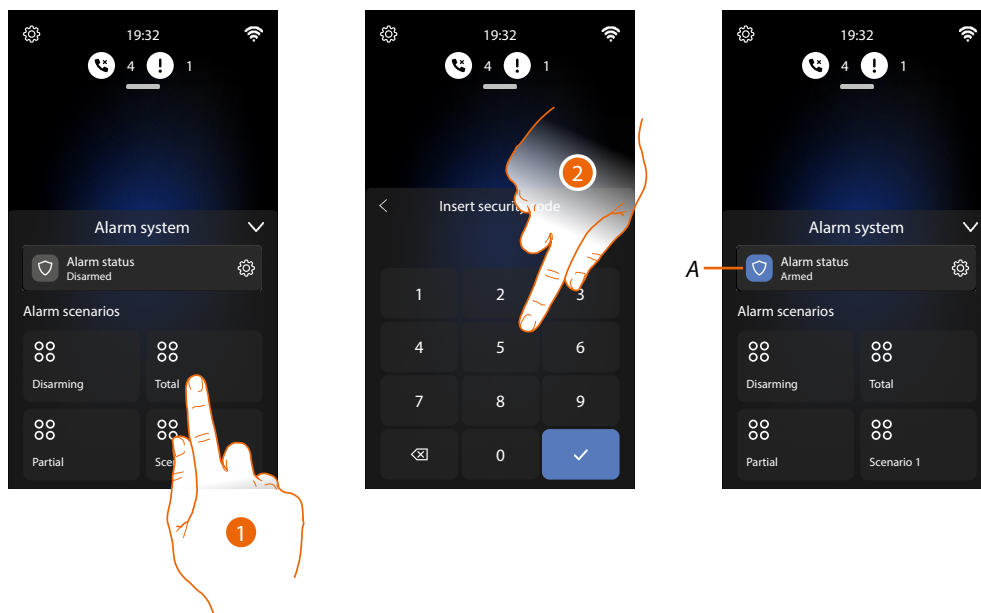 19:32
4 1
Alarm system
Alarm status
Disarmed
Alarm scenarios
Disarming
Total
Partial
1
19:32
4 1
Insert security
1 2 3
4 5 6
7 8 9
0
2
19:32
4 1
Alarm system
A
Alarm status
Armed
Alarm scenarios
Disarming
Total
Partial
Scenario 1